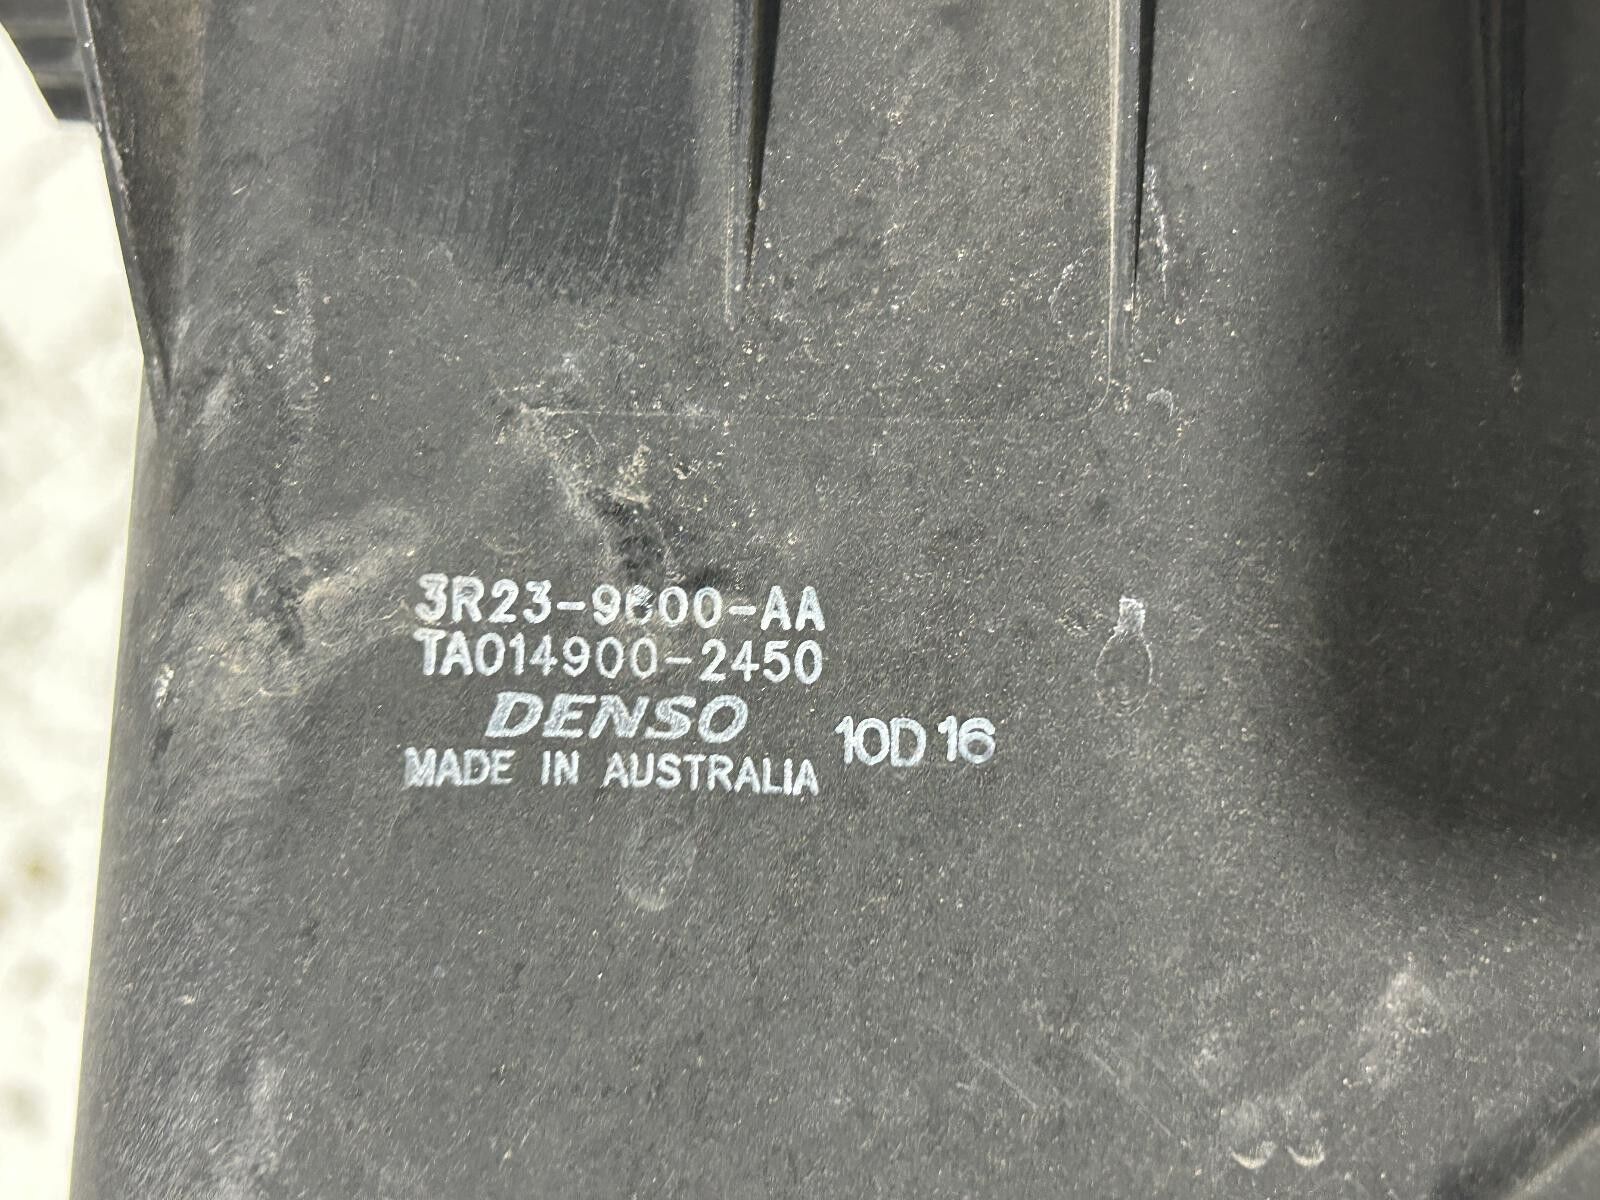 3R23-9600-AA
TA014900-2450
DENSO
MADE IN AUSTRALIA
10D16